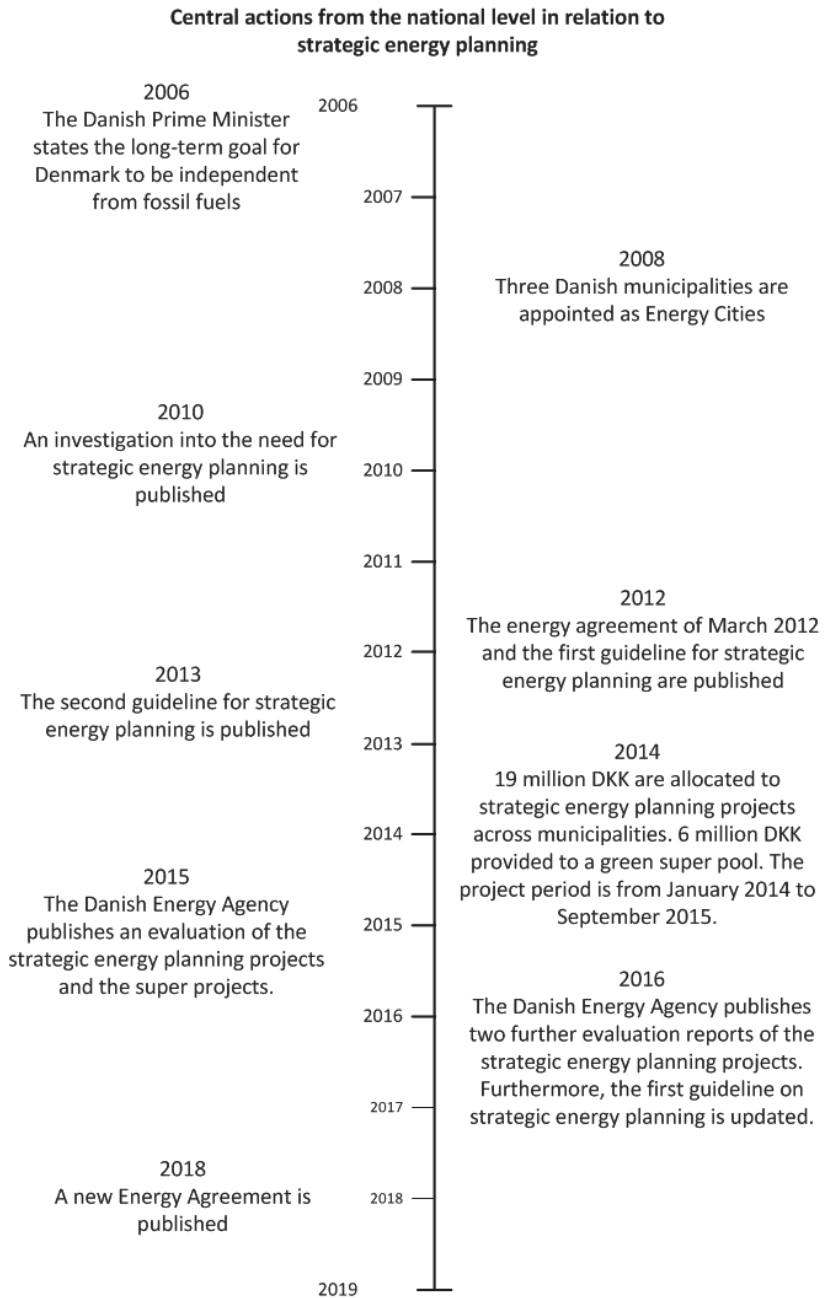 Central actions from the national level in relation to
strategic energy planning
2006
The Danish Prime Minister
states the long-term goal for
Denmark to be independent
from fossil fuels
2006
2007
2008
Three Danish municipalities are
appointed as Energy Cities
2008
2009
2010
An investigation into the need for
strategic energy planning is
published
2010
2011
2012
The energy agreement of March 2012
and the first guideline for strategic
energy planning are published
2012
2013
The second guideline for strategic
energy planning is published
2013
2014
19 million DKK are allocated to
strategic energy planning projects
across municipalities. 6 million DKK
provided to a green super pool. The
project period is from January 2014 to
September 2015.
2014
2015
The Danish Energy Agency
publishes an evaluation of the
strategic energy planning projects
and the super projects.
2015
2016
The Danish Energy Agency publishes
two further evaluation reports of the
strategic energy planning projects.
Furthermore, the first guideline on
strategic energy planning is updated.
2016
2017
2018
A new Energy Agreement is
published
2018
2019